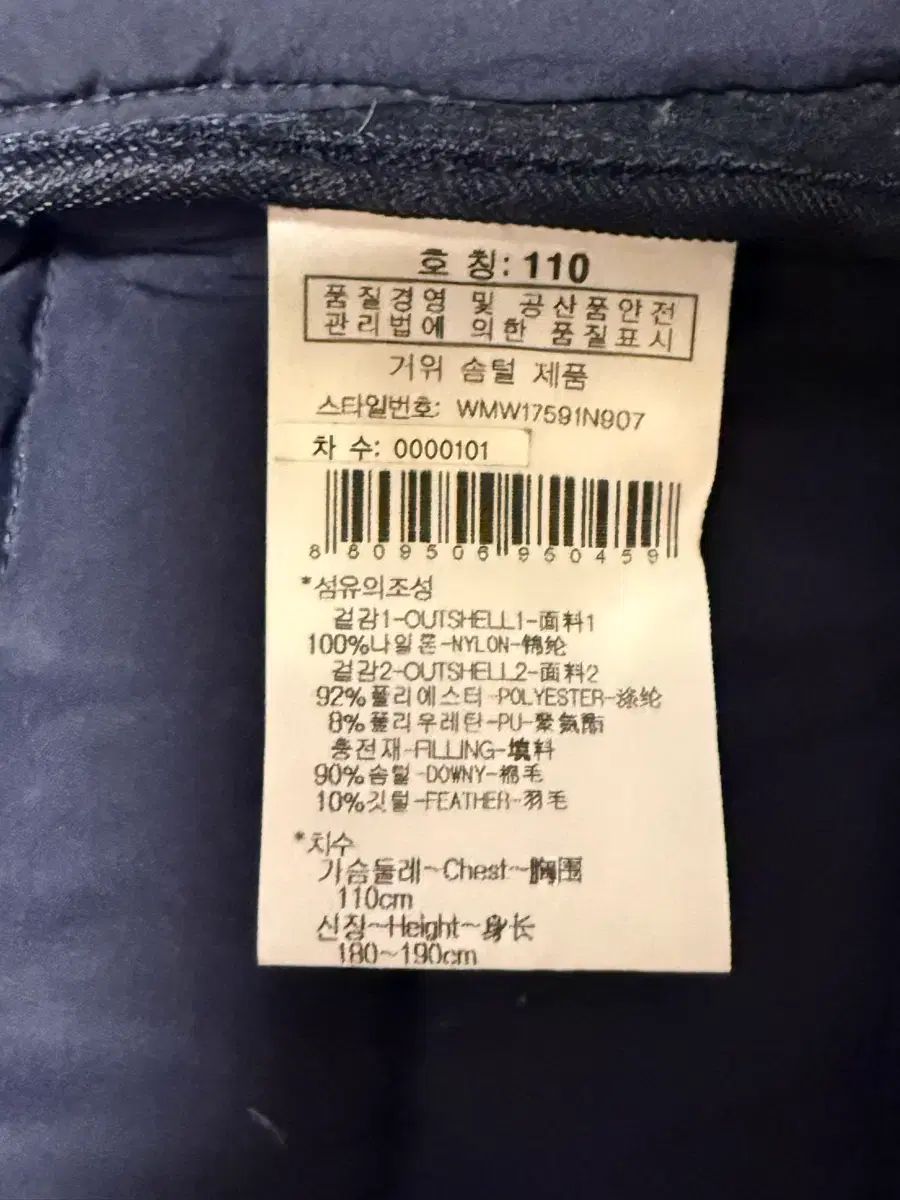 호 칭: 110
품질경영 및 공산품안전
관리법에 의한 품질표시
거위 솜털 제품
스타일번호: WMW17591N907
차 수: 0000101
8 809506 950459
*섬유의조성
겉감1-OUTSHELL1-面料1
100%나일론-NYLON-锦纶
겉감2-OUTSHELL2-面料2
92%폴리에스터-POLYESTER-涤纶
8%폴리우레탄-PU-聚氨酯
충전재-FILLING-填料
90%솜털-DOWNY-棉毛
10%깃털-FEATHER-羽毛
*치수
가슴둘레~Chest~胸围
110cm
신장~Height~身长
180~190cm